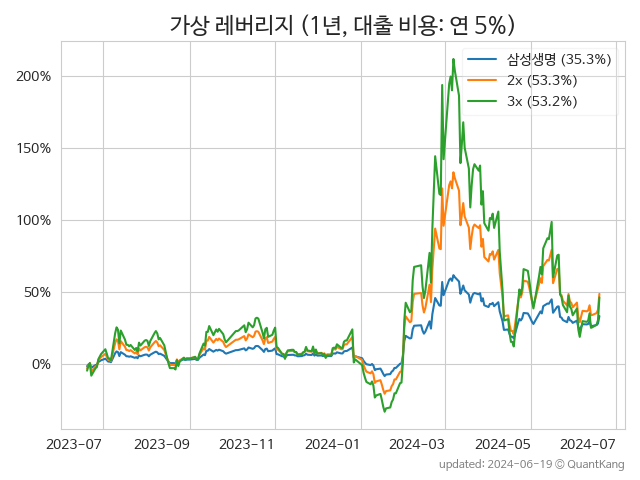 가상 레버리지 (1년, 대출 비용: 연 5%)
삼성생명 (35.3%)
2x (53.3%)
3x (53.2%)
200%
150%
100%
50%
0%
2023-07 2023-09 2023-11 2024-01 2024-03 2024-05 2024-07
updated: 2024-06-19 © QuantKang